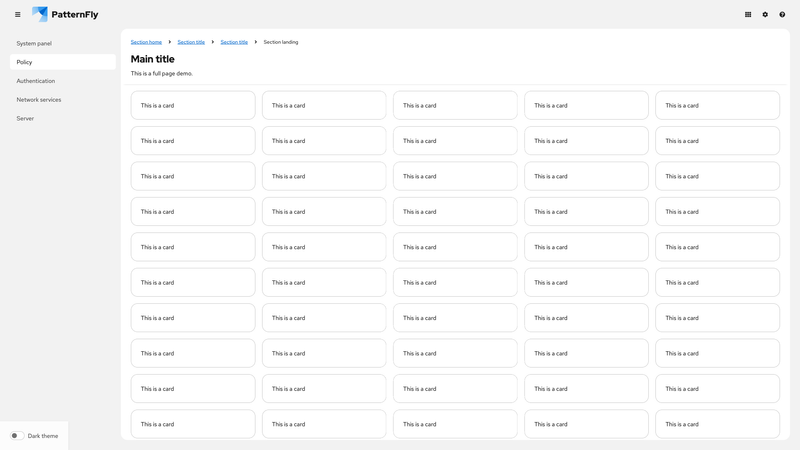 PatternFly
System panel
Policy
Authentication
Network services
Server
Dark theme
Section home Section title Section title Section landing
Main title
This is a full page demo.
This is a card This is a card This is a card This is a card This is a card
This is a card This is a card This is a card This is a card This is a card
This is a card This is a card This is a card This is a card This is a card
This is a card This is a card This is a card This is a card This is a card
This is a card This is a card This is a card This is a card This is a card
This is a card This is a card This is a card This is a card This is a card
This is a card This is a card This is a card This is a card This is a card
This is a card This is a card This is a card This is a card This is a card
This is a card This is a card This is a card This is a card This is a card
This is a card This is a card This is a card This is a card This is a card